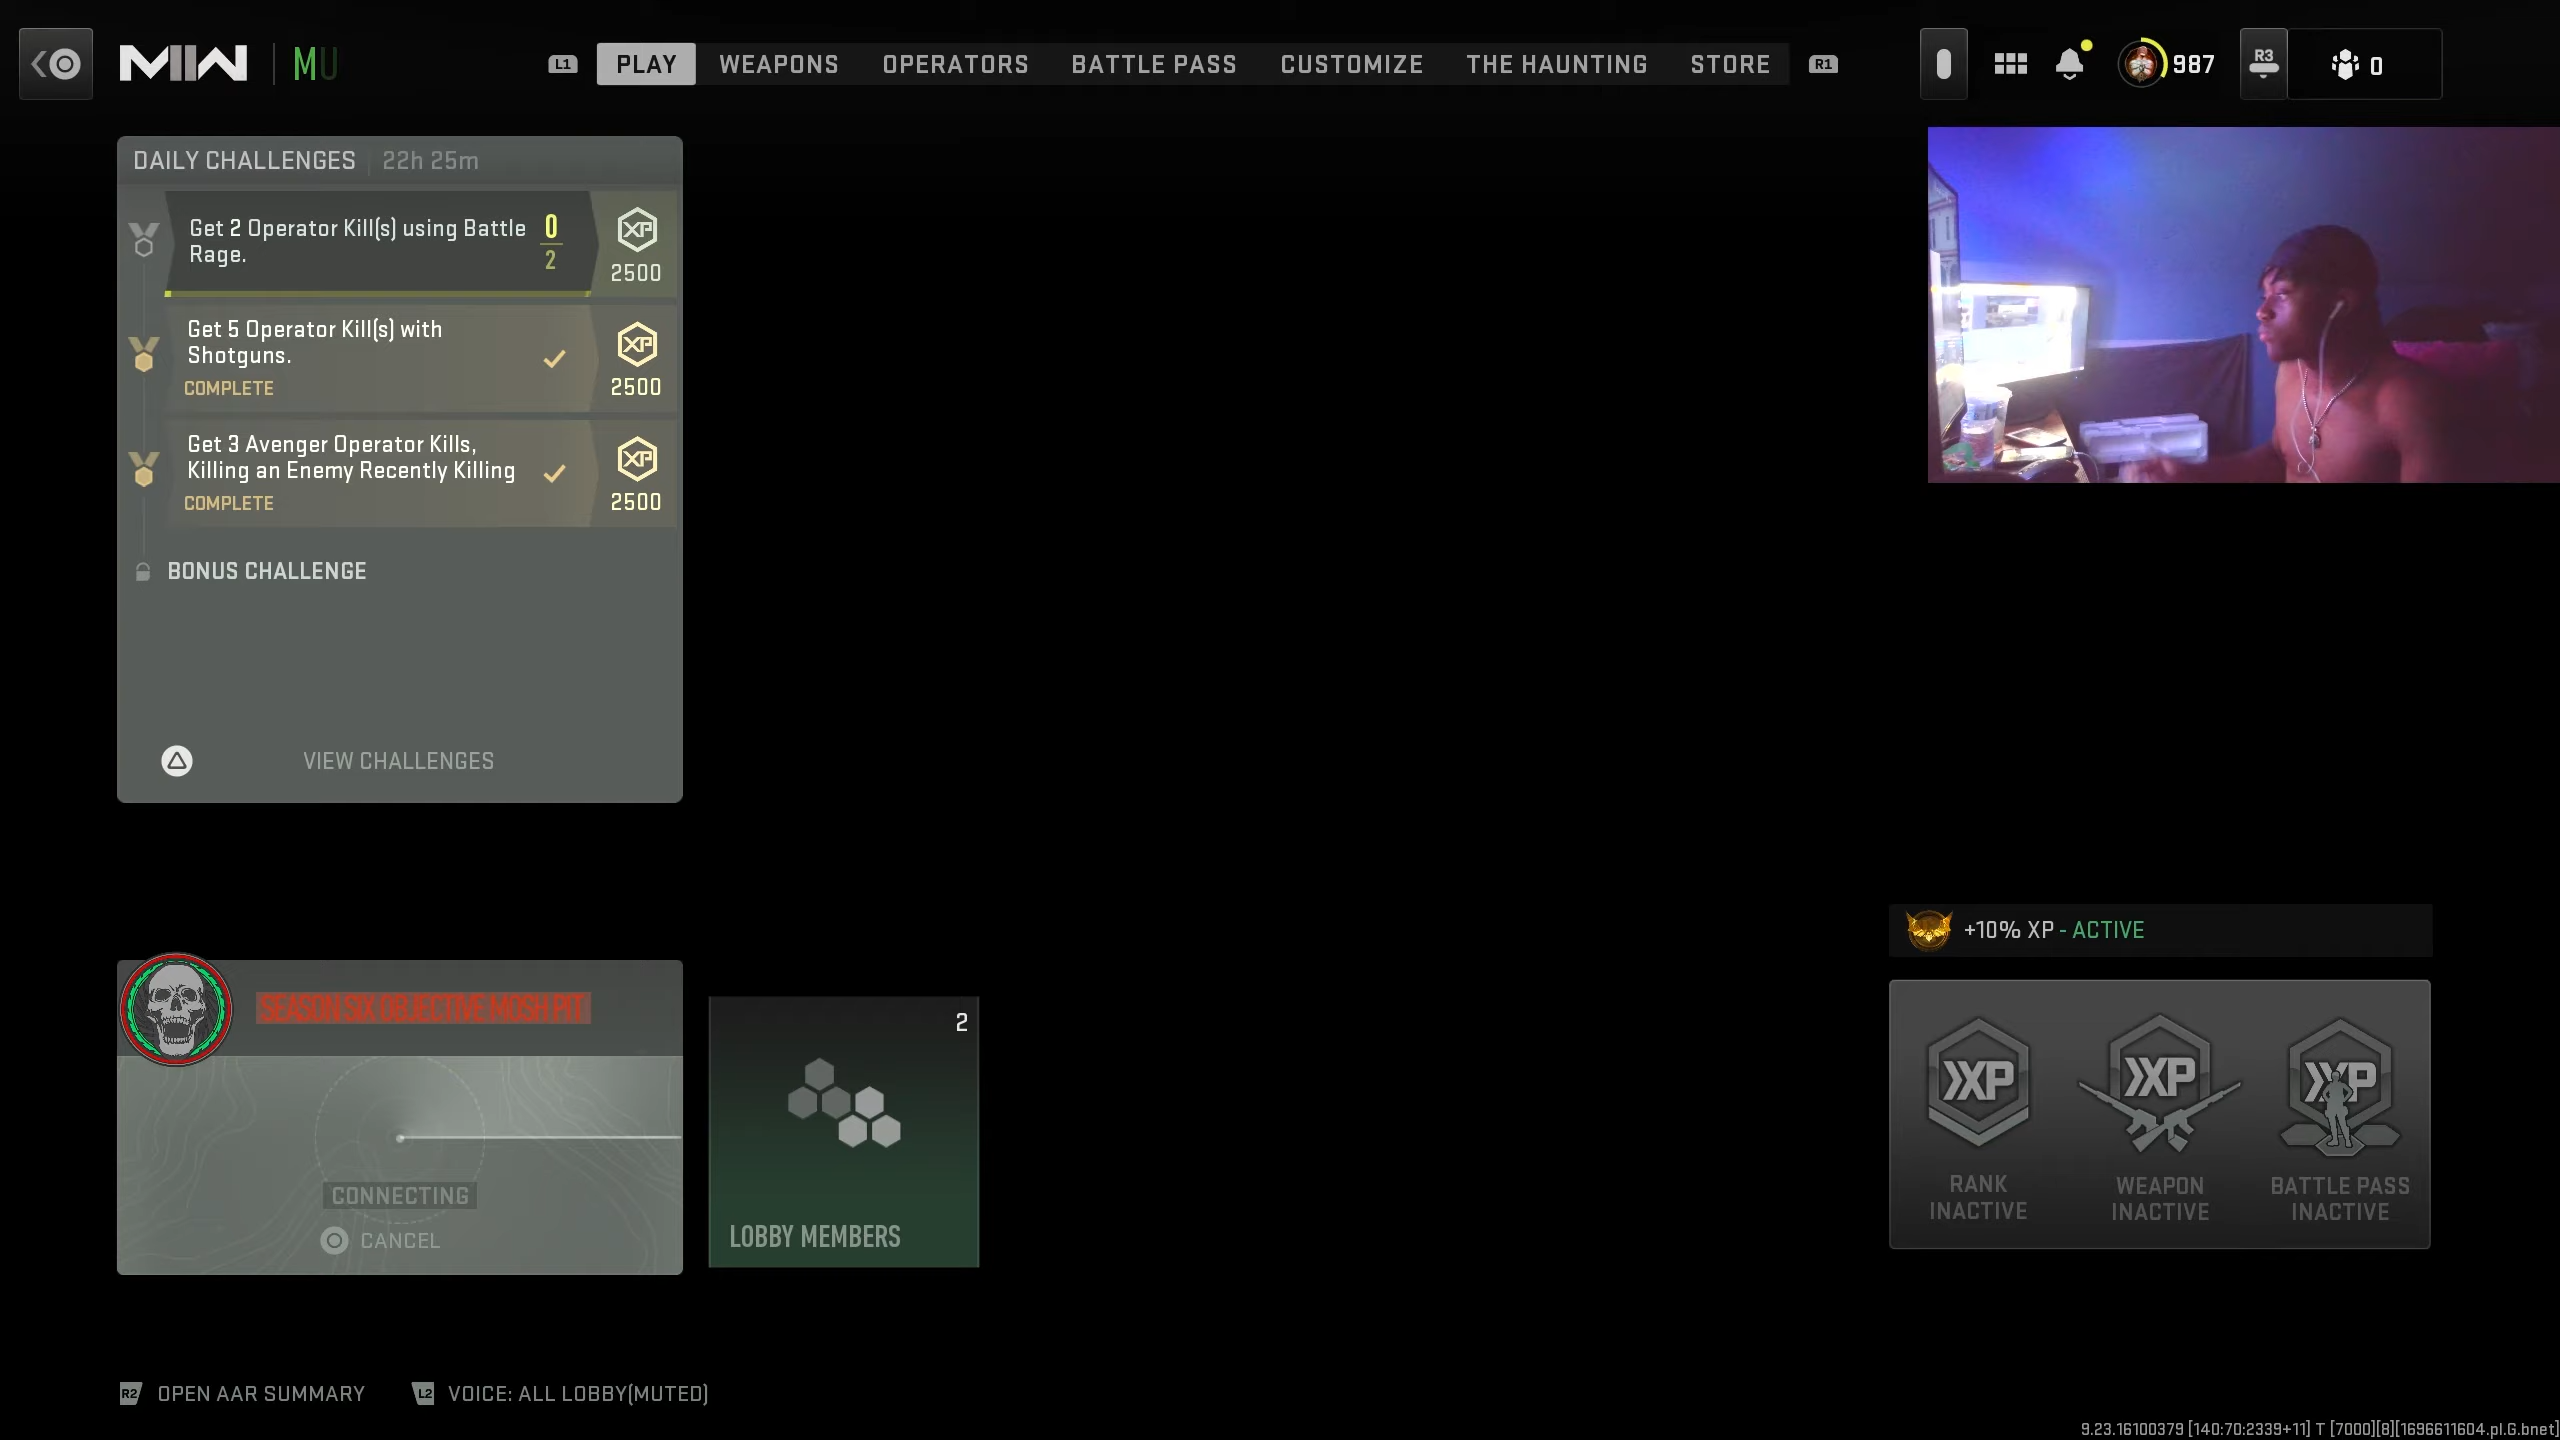 MW
MU
L1
PLAY
WEAPONS
OPERATORS
BATTLE PASS
CUSTOMIZE
THE HAUNTING
STORE
R1
987
R3
0
DAILY CHALLENGES
22h 25m
Get 2 Operator Kill(s) using Battle
Rage.
0
2
XP
2500
Get 5 Operator Kill(s) with
Shotguns.
COMPLETE
XP
2500
Get 3 Avenger Operator Kills,
Killing an Enemy Recently Killing
COMPLETE
XP
2500
BONUS CHALLENGE
VIEW CHALLENGES
+10% XP - ACTIVE
SEASON SIX OBJECTIVE MOSH PIT
CONNECTING
CANCEL
2
LOBBY MEMBERS
XP
RANK
INACTIVE
XP
WEAPON
INACTIVE
XP
BATTLE PASS
INACTIVE
R2 OPEN AAR SUMMARY
L2 VOICE: ALL LOBBY(MUTED)
9.23.16100379 [140:70:2339+11] T [7000][8][1696611604.pl.G.bnet]